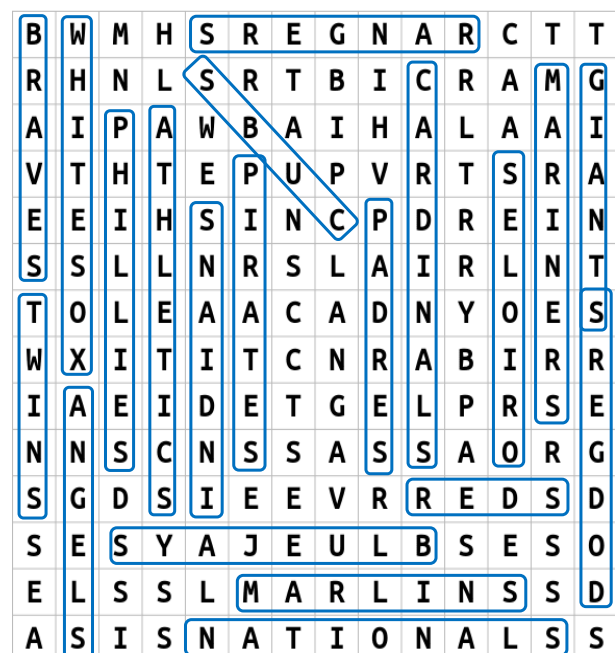 B W M H S R E G N A R C T T
R H N L S R T B I C R A M G
A I P A W B A I H A L A A I
V T H T E P U P V R T S R A
E E I H S I N C P D R E I N
S S L L N R S L A I R L N T
T O L E A A C A D N Y O E S
W X I T I T C N R A B I R R
I A E I D E T G E L P R S E
N N S C N S S A S S A O R G
S G D S I E E V R R E D S D
S E S Y A J E U L B S E S O
E L S S L M A R L I N S S D
A S I S N A T I O N A L S S